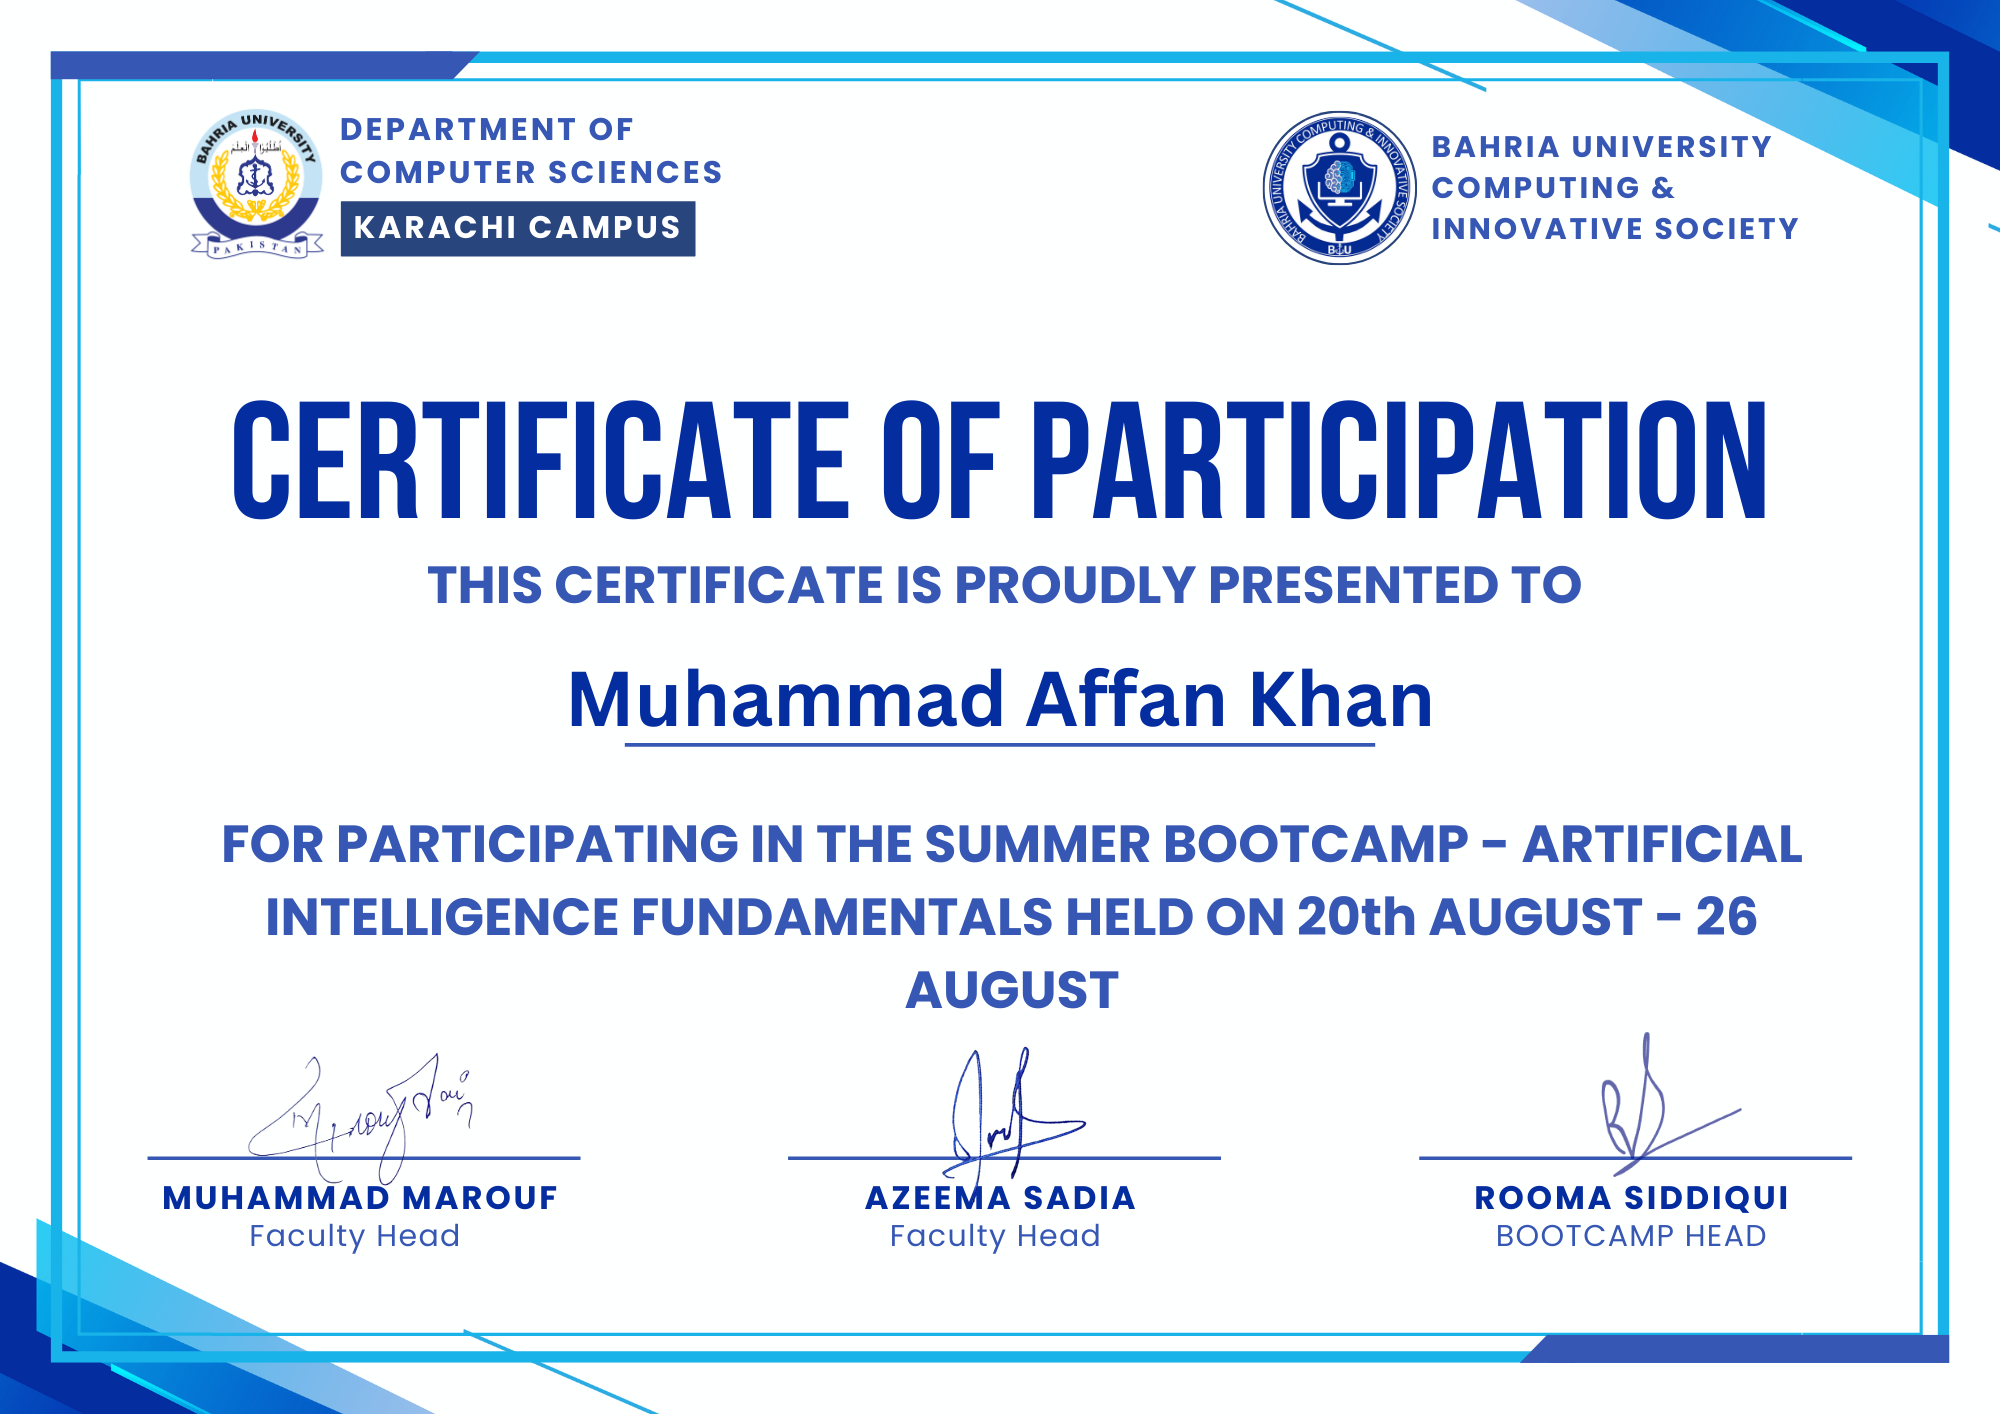 BAHRIA UNIVERSITY
PAKISTAN
DEPARTMENT OF
COMPUTER SCIENCES
KARACHI CAMPUS
BAHRIA UNIVERSITY COMPUTING & INNOVATIVE SOCIETY
BAHRIA UNIVERSITY
COMPUTING &
INNOVATIVE SOCIETY
CERTIFICATE OF PARTICIPATION
THIS CERTIFICATE IS PROUDLY PRESENTED TO
Muhammad Affan Khan
FOR PARTICIPATING IN THE SUMMER BOOTCAMP - ARTIFICIAL
INTELLIGENCE FUNDAMENTALS HELD ON 20th AUGUST - 26
AUGUST
MUHAMMAD MAROUF
Faculty Head
AZEEMA SADIA
Faculty Head
ROOMA SIDDIQUI
BOOTCAMP HEAD